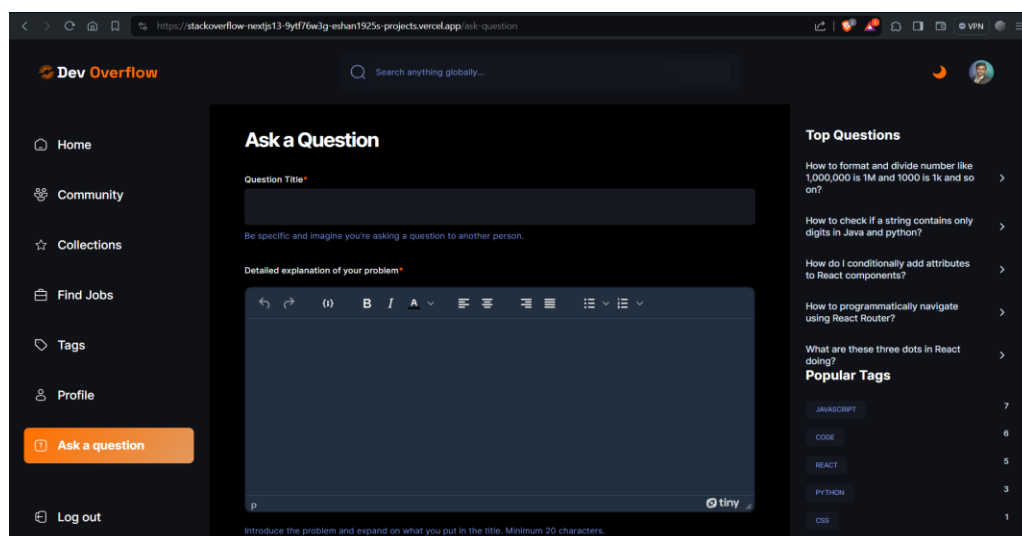 https://stackoverflow-nextjs13-9ytf76w3g-eshan1925s-projects.vercel.app/ask-question
VPN
Dev Overflow
Search anything globally...
Home
Community
Collections
Find Jobs
Tags
Profile
Ask a question
Log out
Ask a Question
Question Title*
Be specific and imagine you're asking a question to another person.
Detailed explanation of your problem*
B I A
p
tiny
Introduce the problem and expand on what you put in the title. Minimum 20 characters.
Top Questions
How to format and divide number like
1,000,000 is 1M and 1000 is 1k and so
on?
How to check if a string contains only
digits in Java and python?
How do I conditionally add attributes
to React components?
How to programmatically navigate
using React Router?
What are these three dots in React
doing?
Popular Tags
JAVASCRIPT 7
CODE 6
REACT 5
PYTHON 3
CSS 1